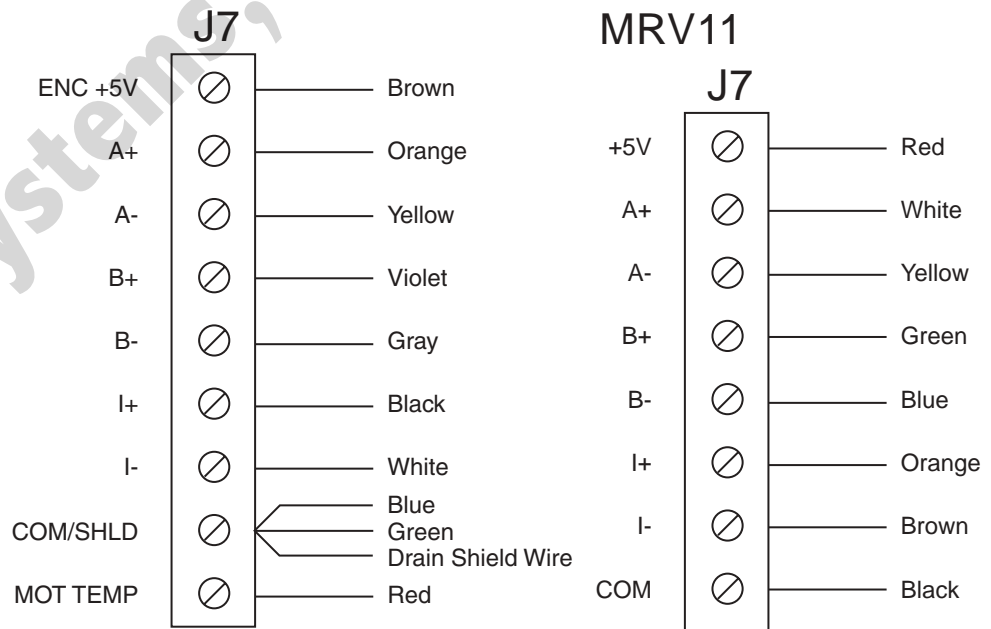 J7
ENC +5V Brown
A+ Orange
A- Yellow
B+ Violet
B- Gray
I+ Black
I- White
COM/SHLD Blue
Green
Drain Shield Wire
MOT TEMP Red
MRV11
J7
+5V Red
A+ White
A- Yellow
B+ Green
B- Blue
I+ Orange
I- Brown
COM Black
ystems,